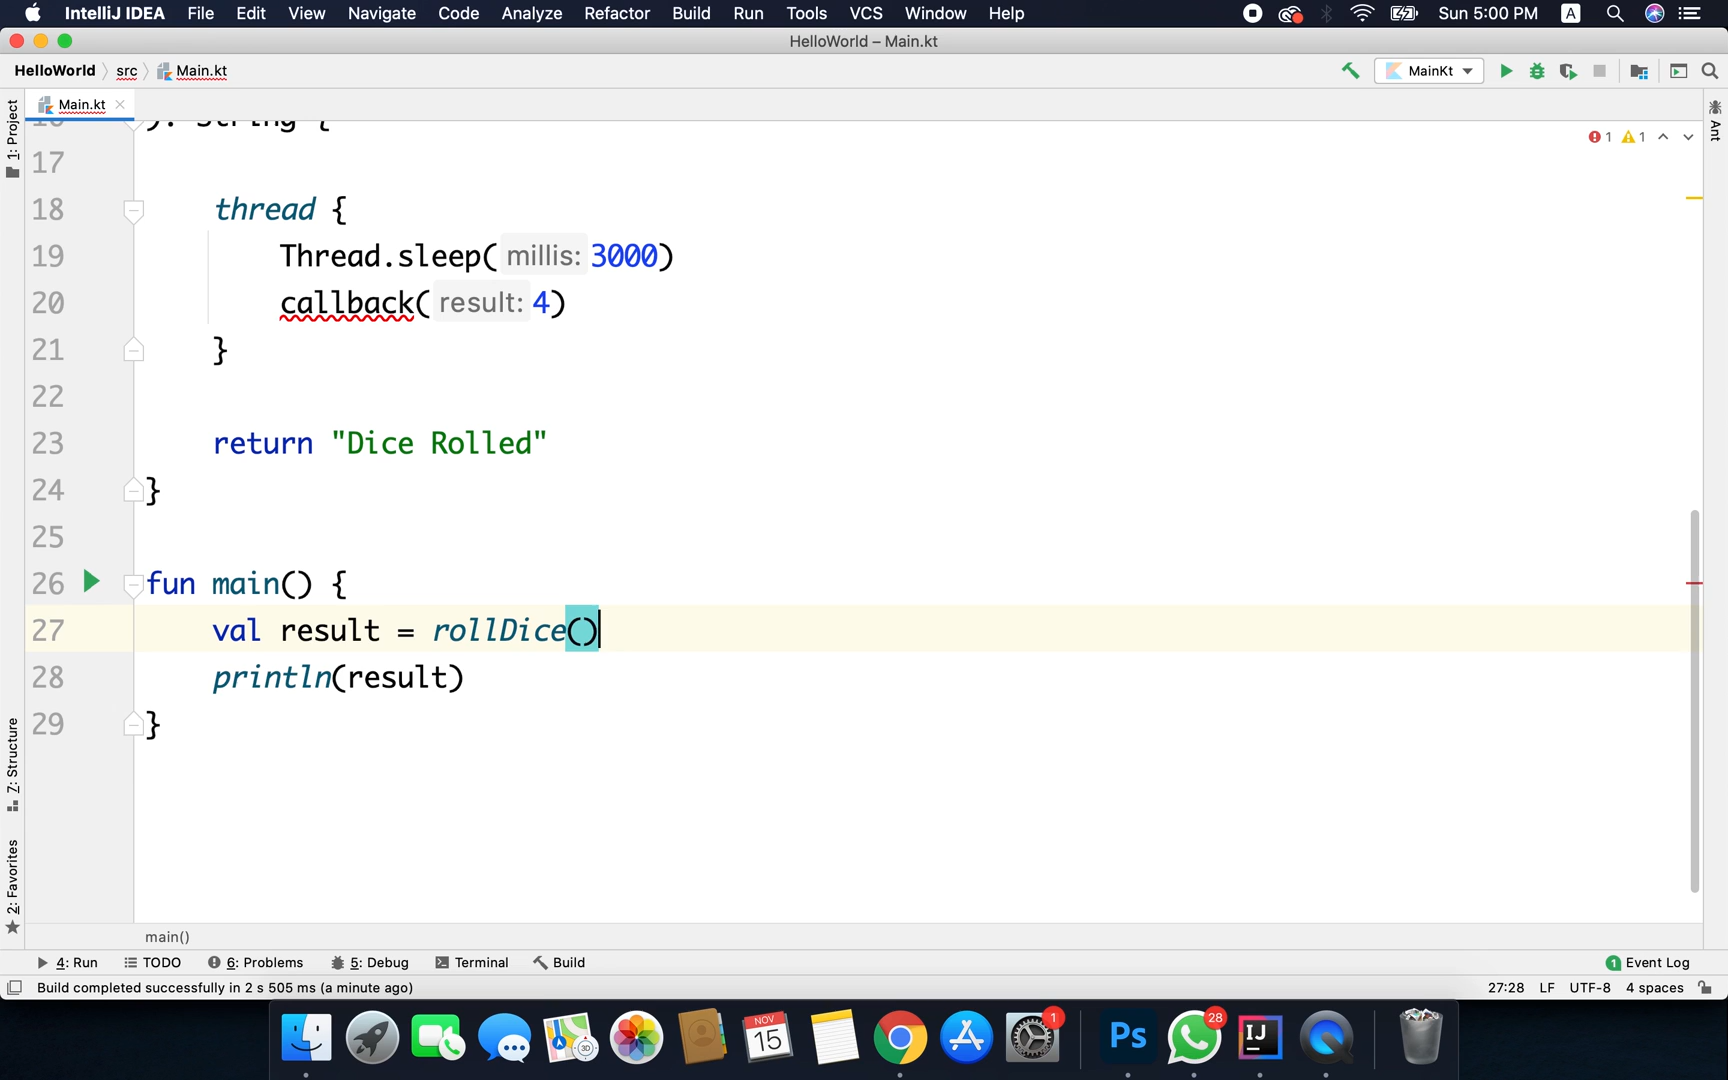 IntelliJ IDEA File Edit View Navigate Code Analyze Refactor Build Run Tools VCS Window Help Sun 5:00 PM A
HelloWorld – Main.kt
HelloWorld src Main.kt MainKt
Main.kt
1: Project
Ant
1 1
16 ): String {
17
18 thread {
19 Thread.sleep( millis: 3000)
20 callback( result: 4)
21 }
22
23 return "Dice Rolled"
24 }
25
26 fun main() {
27 val result = rollDice()
28 println(result)
29 }
7: Structure
2: Favorites
main()
4: Run TODO 6: Problems 5: Debug Terminal Build 1 Event Log
Build completed successfully in 2 s 505 ms (a minute ago) 27:28 LF UTF-8 4 spaces
3D NOV 15 1 Ps 28 IJ